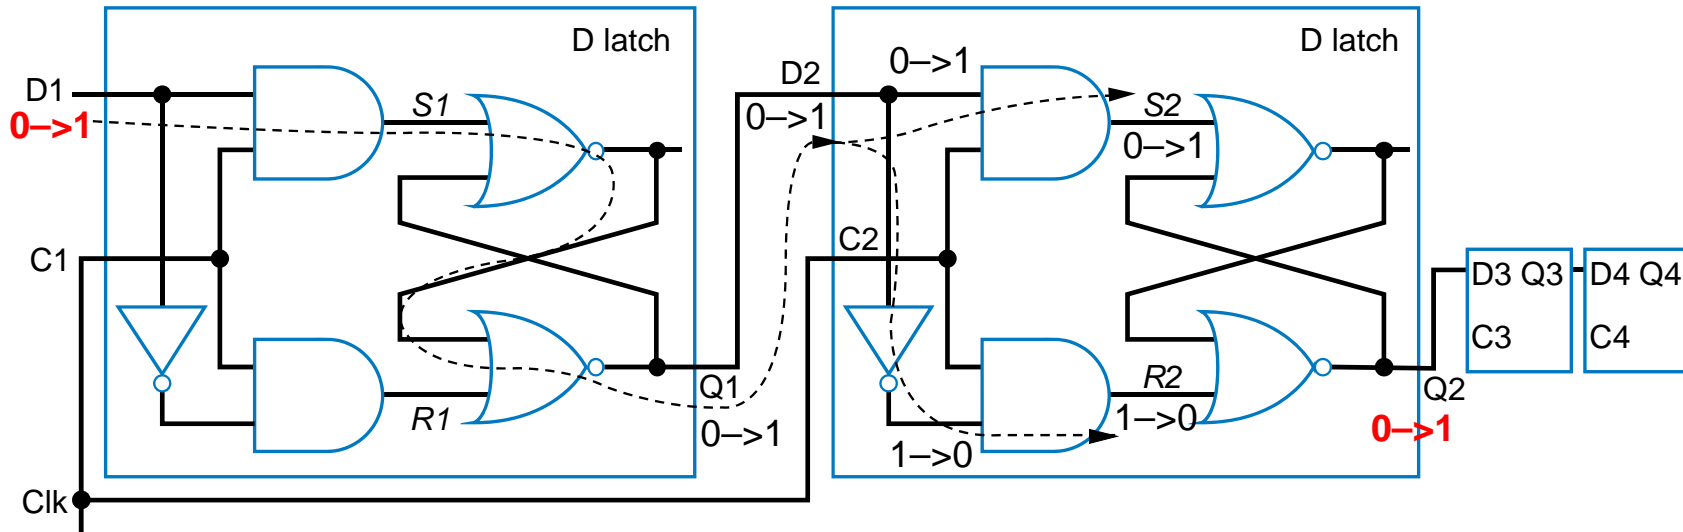 D latch
D latch
D1
0–>1
S1
D2
0–>1
0–>1
S2
0–>1
C1
C2
D3 Q3
D4 Q4
C3
C4
R1
Q1
0–>1
R2
1–>0
1–>0
Q2
0–>1
Clk